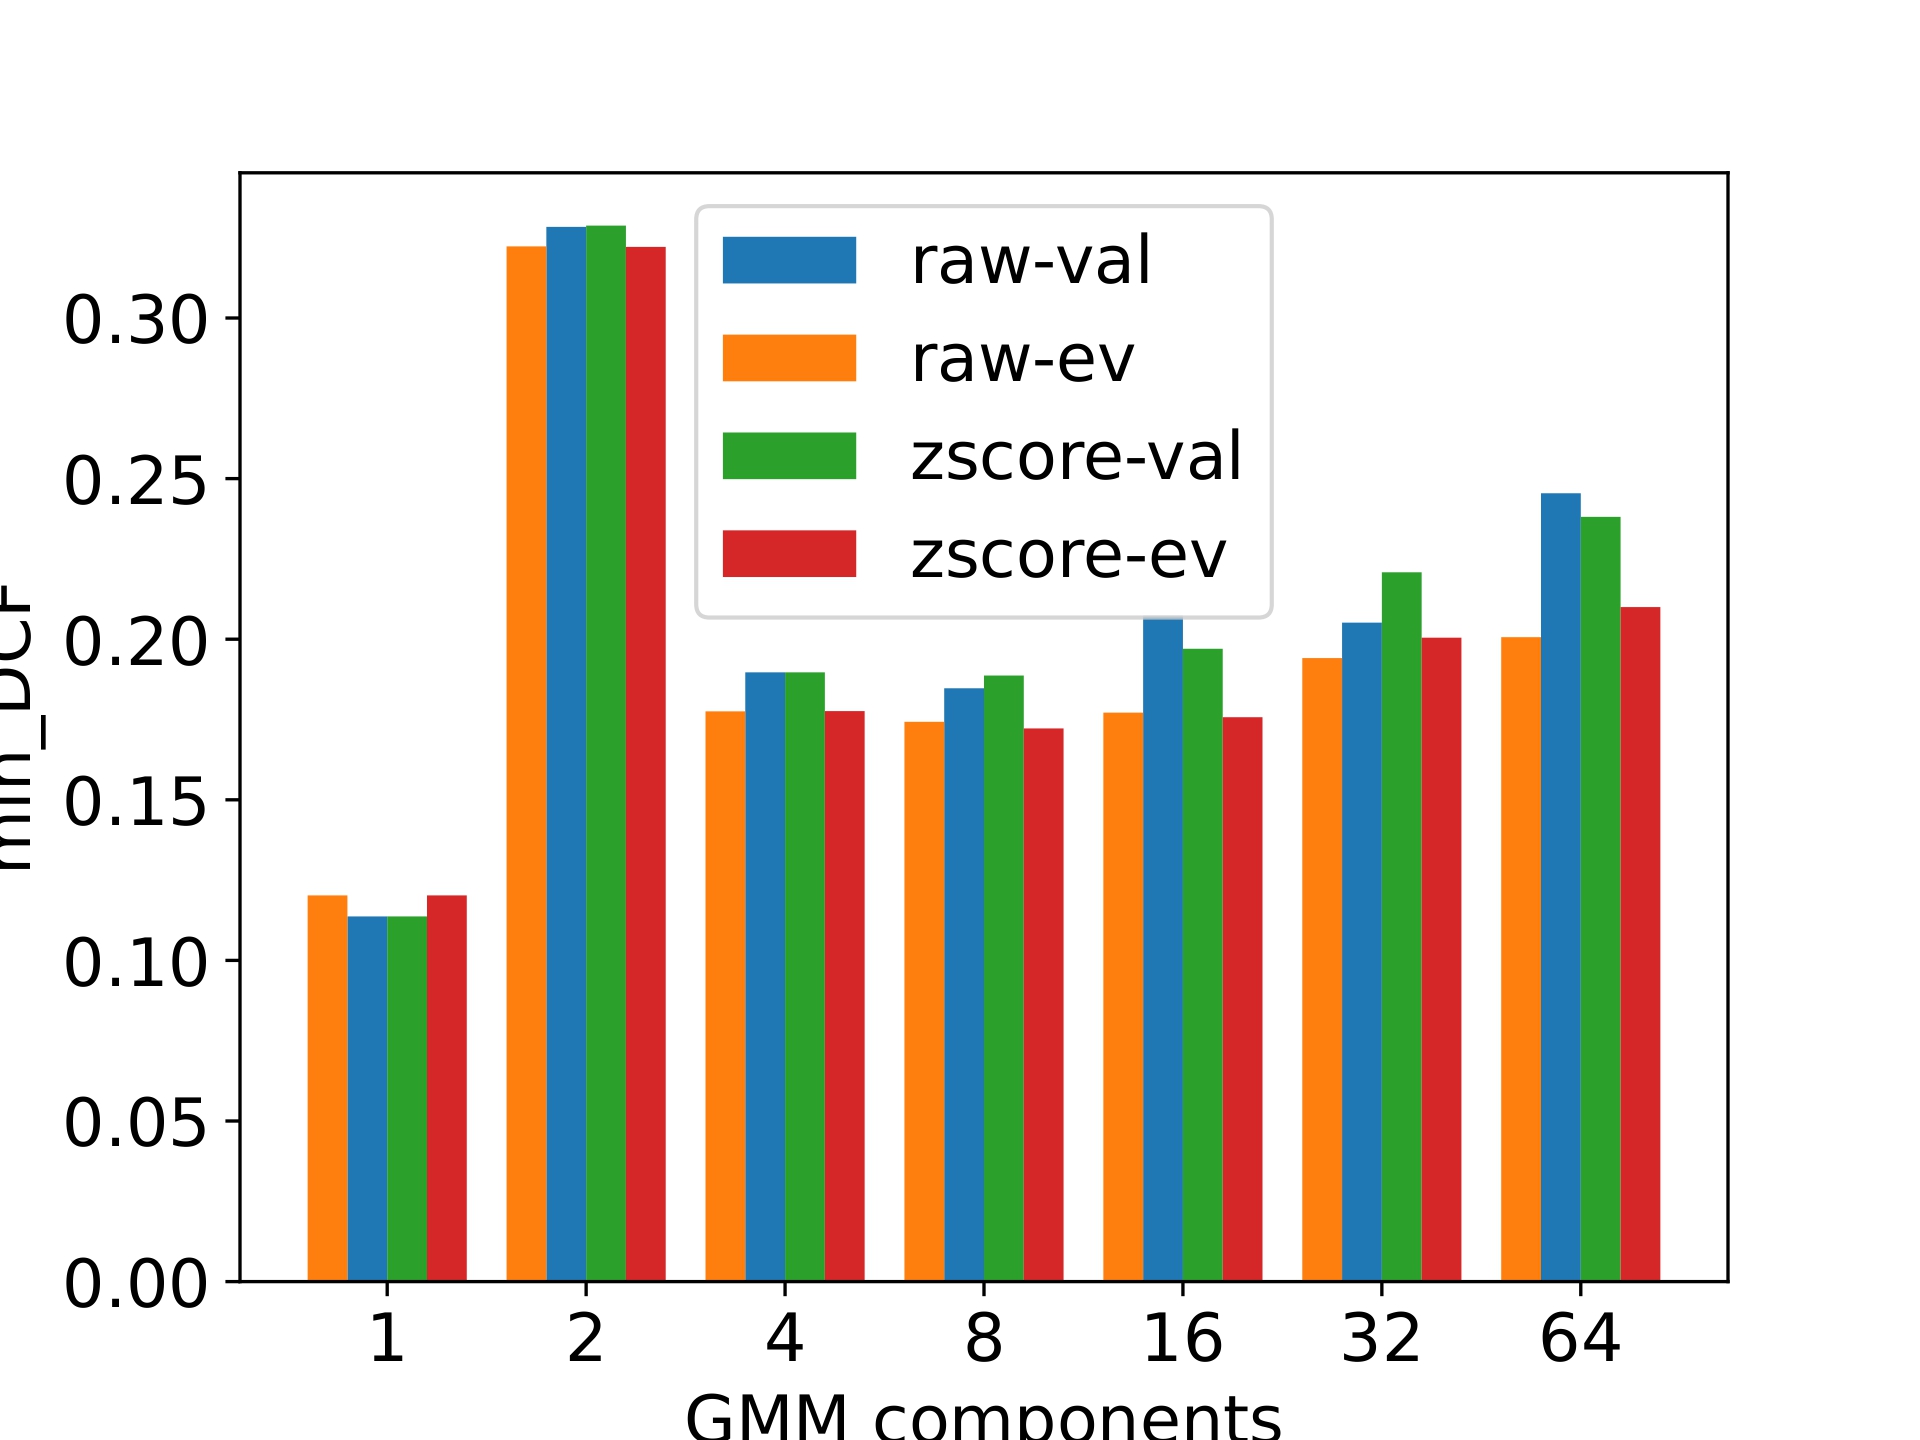 raw-val
raw-ev
zscore-val
zscore-ev
min_DCF
0.30
0.25
0.20
0.15
0.10
0.05
0.00
1 2 4 8 16 32 64
GMM components